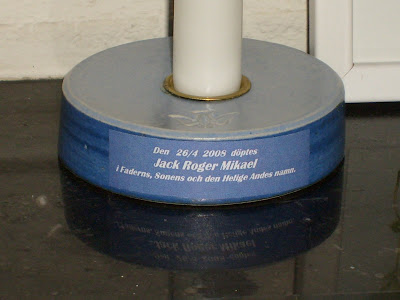 Den 26/4 2008 döptes
Jack Roger Mikael
i Faderns, Sonens och den Helige Andes namn.